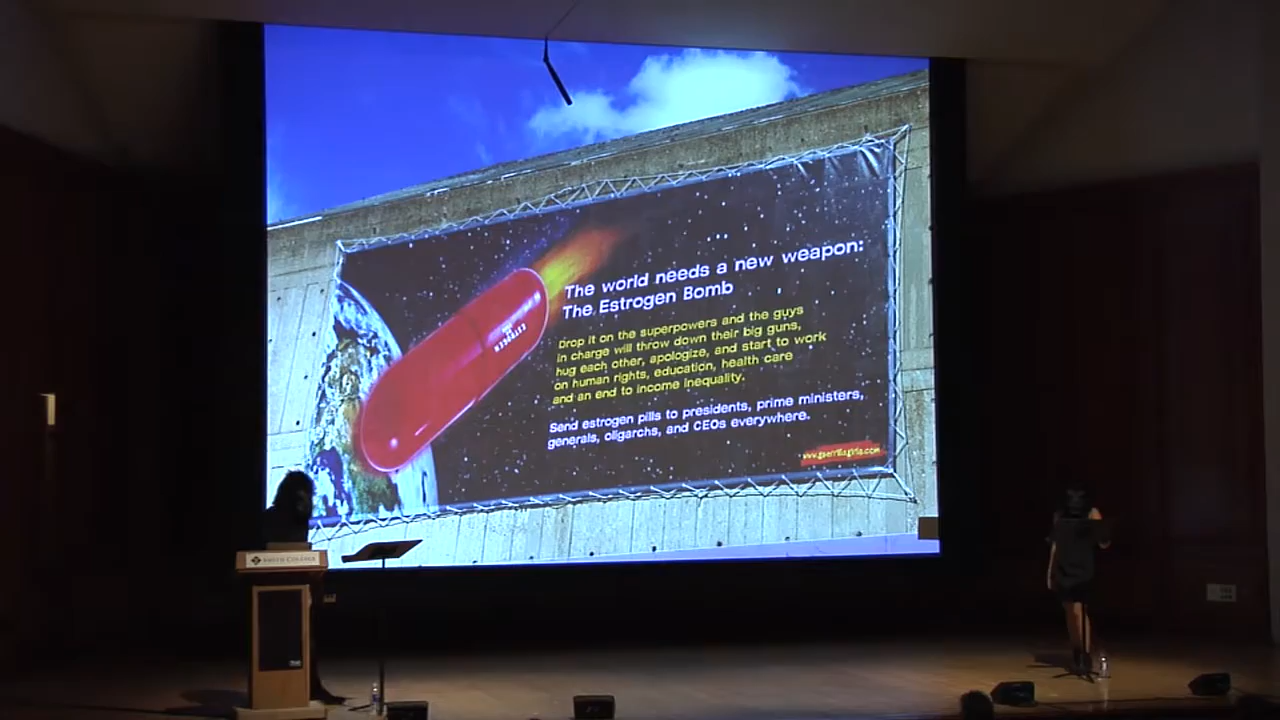 The world needs a new weapon:
The Estrogen Bomb
Drop it on the superpowers and the guys
in charge will throw down their big guns,
hug each other, apologize, and start to work
on human rights, education, health care
and an end to income inequality.
Send estrogen pills to presidents, prime ministers,
generals, oligarchs, and CEOs everywhere.
www.guerrillagirls.com
ESTROGEN
SMITH COLLEGE